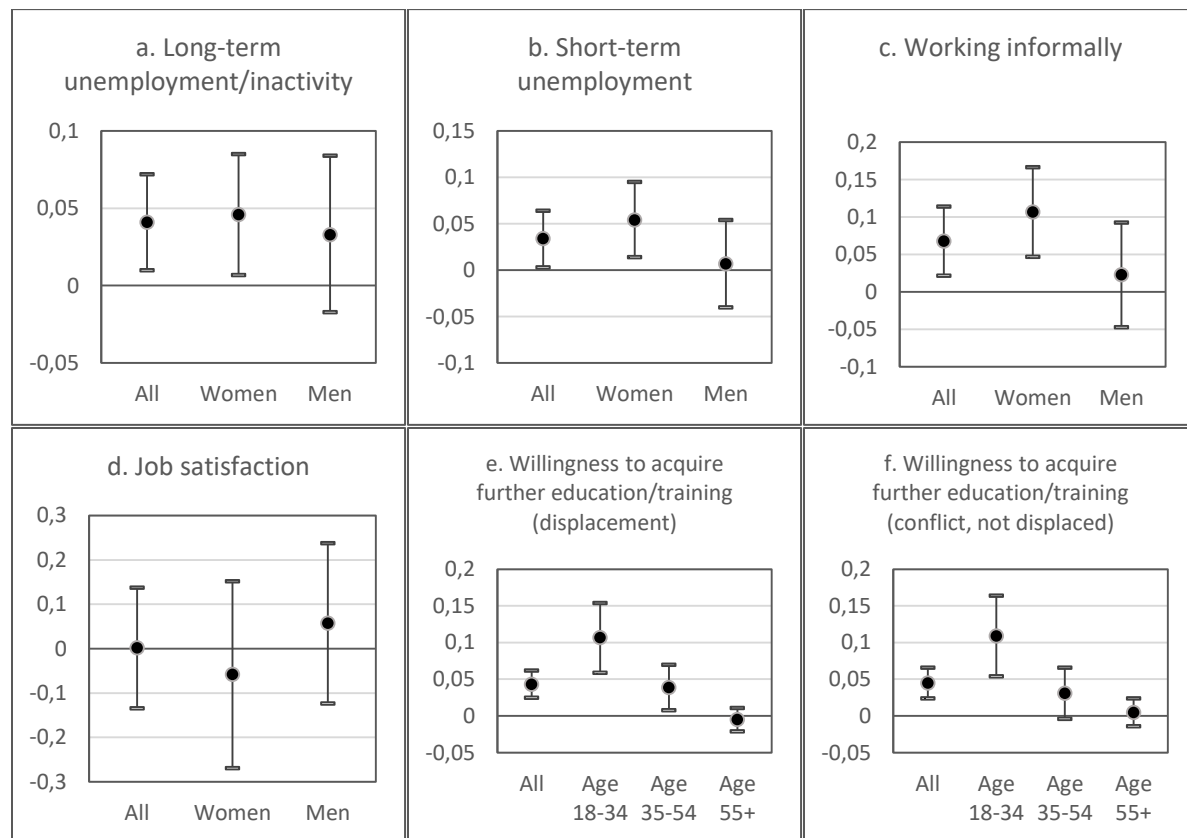 a. Long-term
unemployment/inactivity
0,1
0,05
0
-0,05
All Women Men
b. Short-term
unemployment
0,15
0,1
0,05
0
-0,05
-0,1
All Women Men
c. Working informally
0,2
0,15
0,1
0,05
0
-0,05
-0,1
All Women Men
d. Job satisfaction
0,3
0,2
0,1
0
-0,1
-0,2
-0,3
All Women Men
e. Willingness to acquire
further education/training
(displacement)
0,2
0,15
0,1
0,05
0
-0,05
All Age Age Age
18-34 35-54 55+
f. Willingness to acquire
further education/training
(conflict, not displaced)
0,2
0,15
0,1
0,05
0
-0,05
All Age Age Age
18-34 35-54 55+